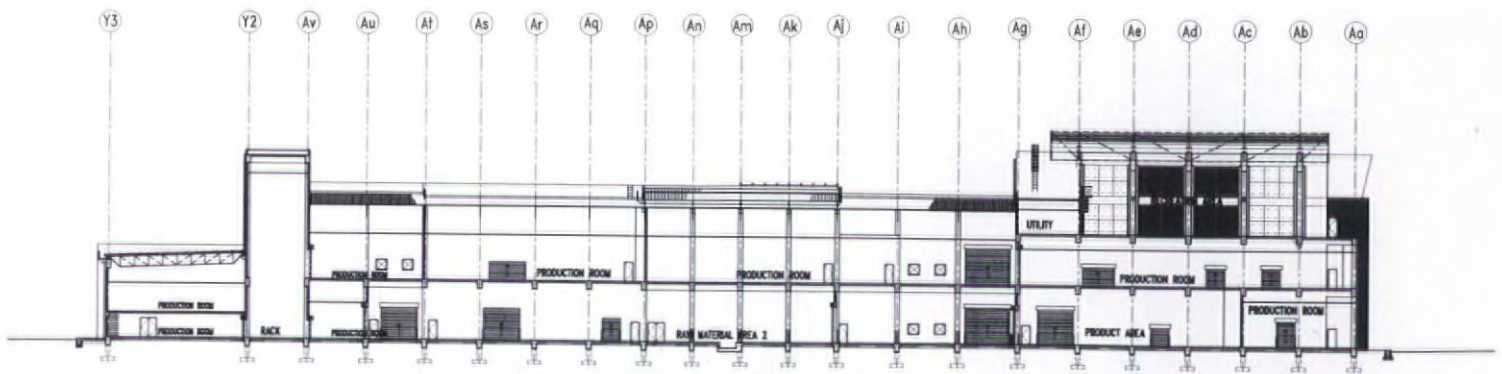 Y3 Y2 Av Au At As Ar Aq Ap An Am Ak Aj Ai Ah Ag Af Ae Ad Ac Ab Aa
UTILITY
PRODUCTION ROOM PRODUCTION ROOM PRODUCTION ROOM PRODUCTION ROOM
PRODUCTION ROOM PRODUCTION ROOM
PRODUCTION ROOM RACK PRODUCTION ROOM RAW MATERIAL AREA 2 PRODUCT AREA